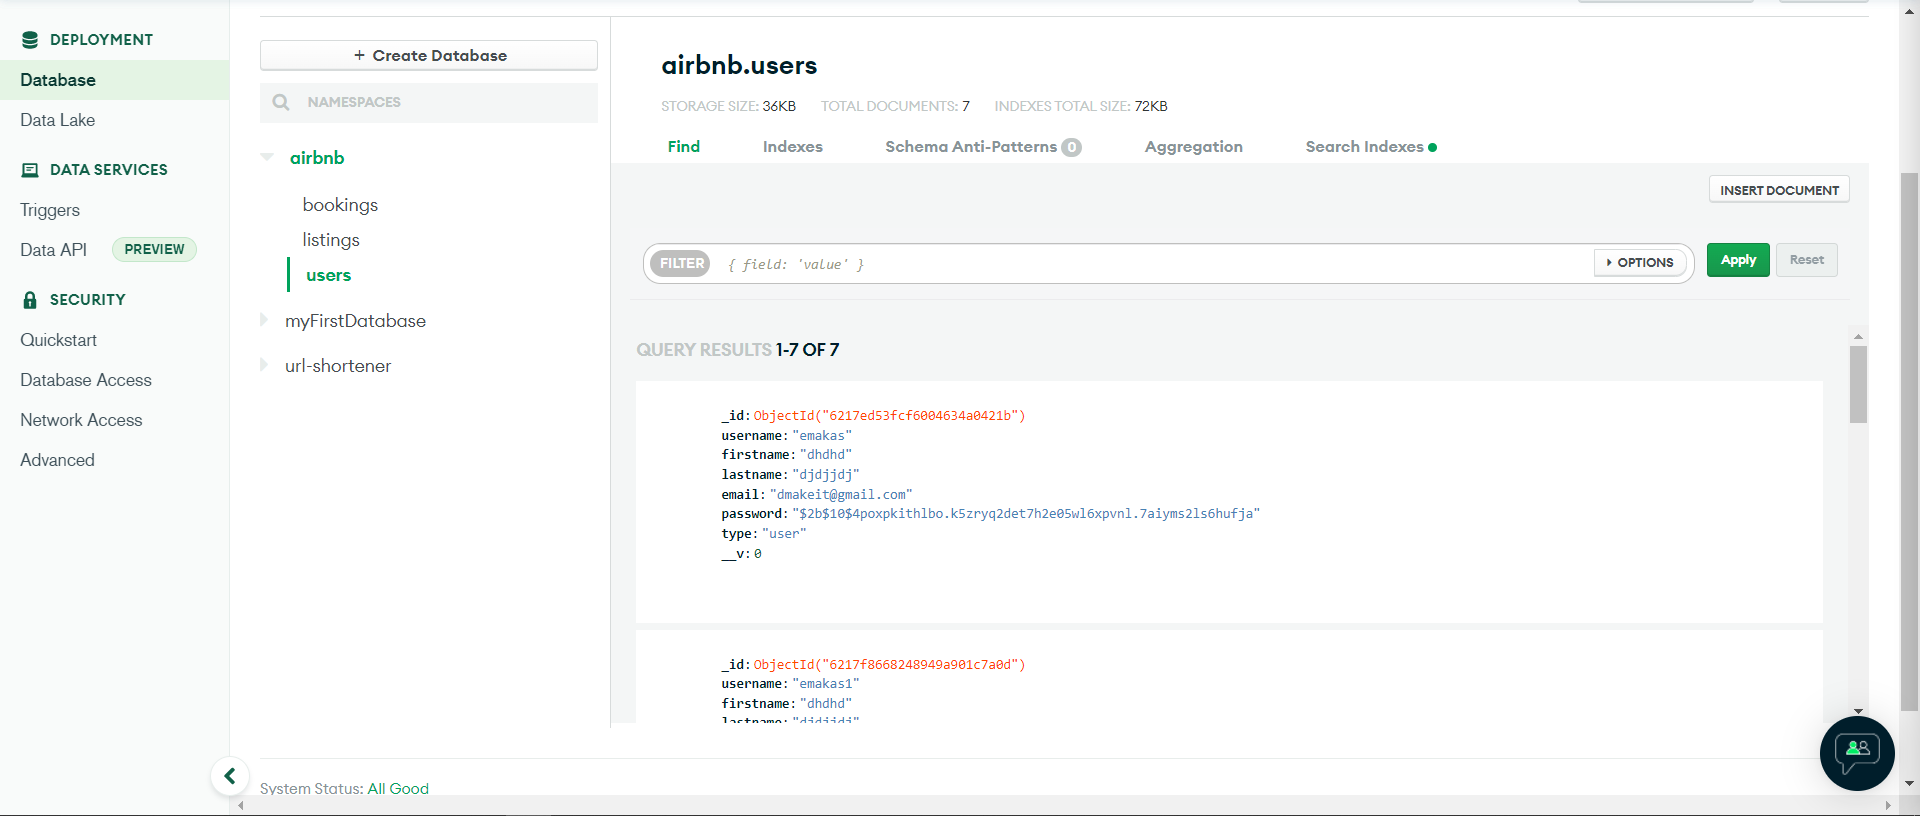 DEPLOYMENT
Database
Data Lake
DATA SERVICES
Triggers
Data API PREVIEW
SECURITY
Quickstart
Database Access
Network Access
Advanced
+ Create Database
NAMESPACES
airbnb
bookings
listings
users
myFirstDatabase
url-shortener
airbnb.users
STORAGE SIZE: 36KB TOTAL DOCUMENTS: 7 INDEXES TOTAL SIZE: 72KB
Find Indexes Schema Anti-Patterns 0 Aggregation Search Indexes
INSERT DOCUMENT
FILTER { field: 'value' } OPTIONS Apply Reset
QUERY RESULTS 1-7 OF 7
_id: ObjectId("6217ed53fcf6004634a0421b")
username: "emakas"
firstname: "dhdhd"
lastname: "djdjjdj"
email: "dmakeit@gmail.com"
password: "$2b$10$4poxpkithlbo.k5zryq2det7h2e05wl6xpvnl.7aiyms2ls6hufja"
type: "user"
__v: 0
_id: ObjectId("6217f8668248949a901c7a0d")
username: "emakas1"
firstname: "dhdhd"
lastname: "djdjjdj"
System Status: All Good